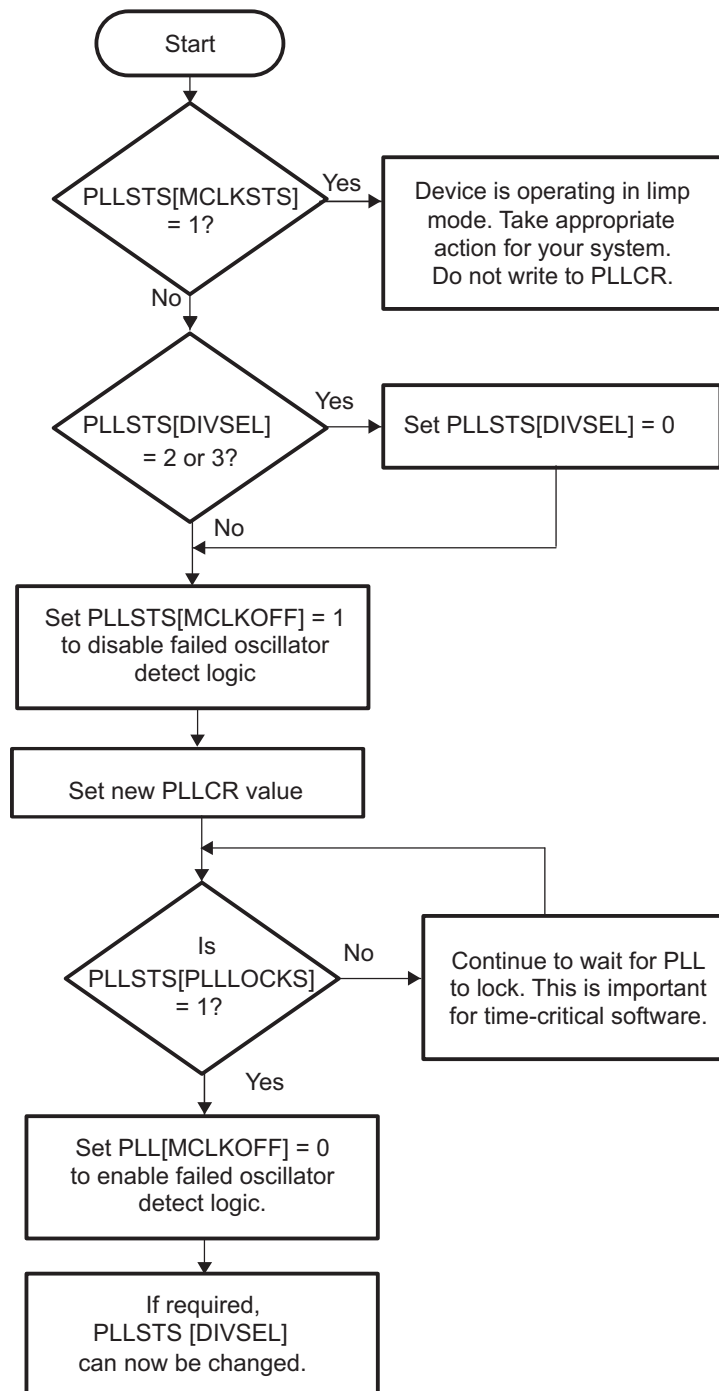 Start
PLLSTS[MCLKSTS]
= 1?
Yes
Device is operating in limp
mode. Take appropriate
action for your system.
Do not write to PLLCR.
No
PLLSTS[DIVSEL]
= 2 or 3?
Yes
Set PLLSTS[DIVSEL] = 0
No
Set PLLSTS[MCLKOFF] = 1
to disable failed oscillator
detect logic
Set new PLLCR value
Is
PLLSTS[PLLLOCKS]
= 1?
No
Continue to wait for PLL
to lock. This is important
for time-critical software.
Yes
Set PLL[MCLKOFF] = 0
to enable failed oscillator
detect logic.
If required,
PLLSTS [DIVSEL]
can now be changed.